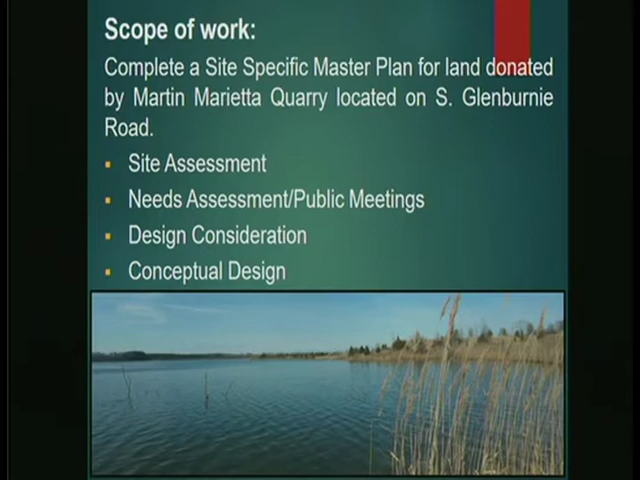 Scope of work:
Complete a Site Specific Master Plan for land donated
by Martin Marietta Quarry located on S. Glenburnie
Road.
▪ Site Assessment
▪ Needs Assessment/Public Meetings
▪ Design Consideration
▪ Conceptual Design